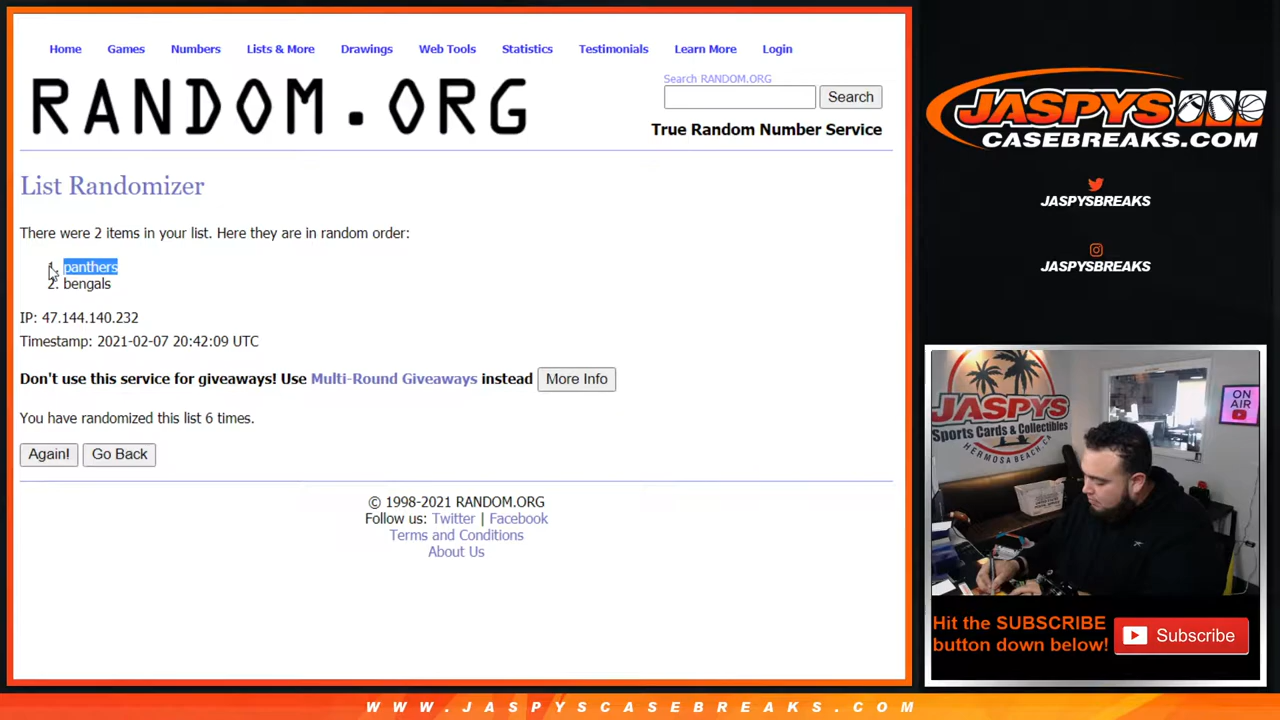 Home Games Numbers Lists & More Drawings Web Tools Statistics Testimonials Learn More Login
RANDOM.ORG
Search RANDOM.ORG
Search
True Random Number Service
List Randomizer
There were 2 items in your list. Here they are in random order:
1. panthers
2. bengals
IP: 47.144.140.232
Timestamp: 2021-02-07 20:42:09 UTC
Don't use this service for giveaways! Use Multi-Round Giveaways instead More Info
You have randomized this list 6 times.
Again! Go Back
© 1998-2021 RANDOM.ORG
Follow us: Twitter | Facebook
Terms and Conditions
About Us
JASPYS
CASEBREAKS.COM
JASPYSBREAKS
JASPYSBREAKS
JASPYS
Sports Cards & Collectibles
HERMOSA BEACH, CA
ON
AIR
Hit the SUBSCRIBE
button down below!
Subscribe
WWW.JASPYSCASEBREAKS.COM